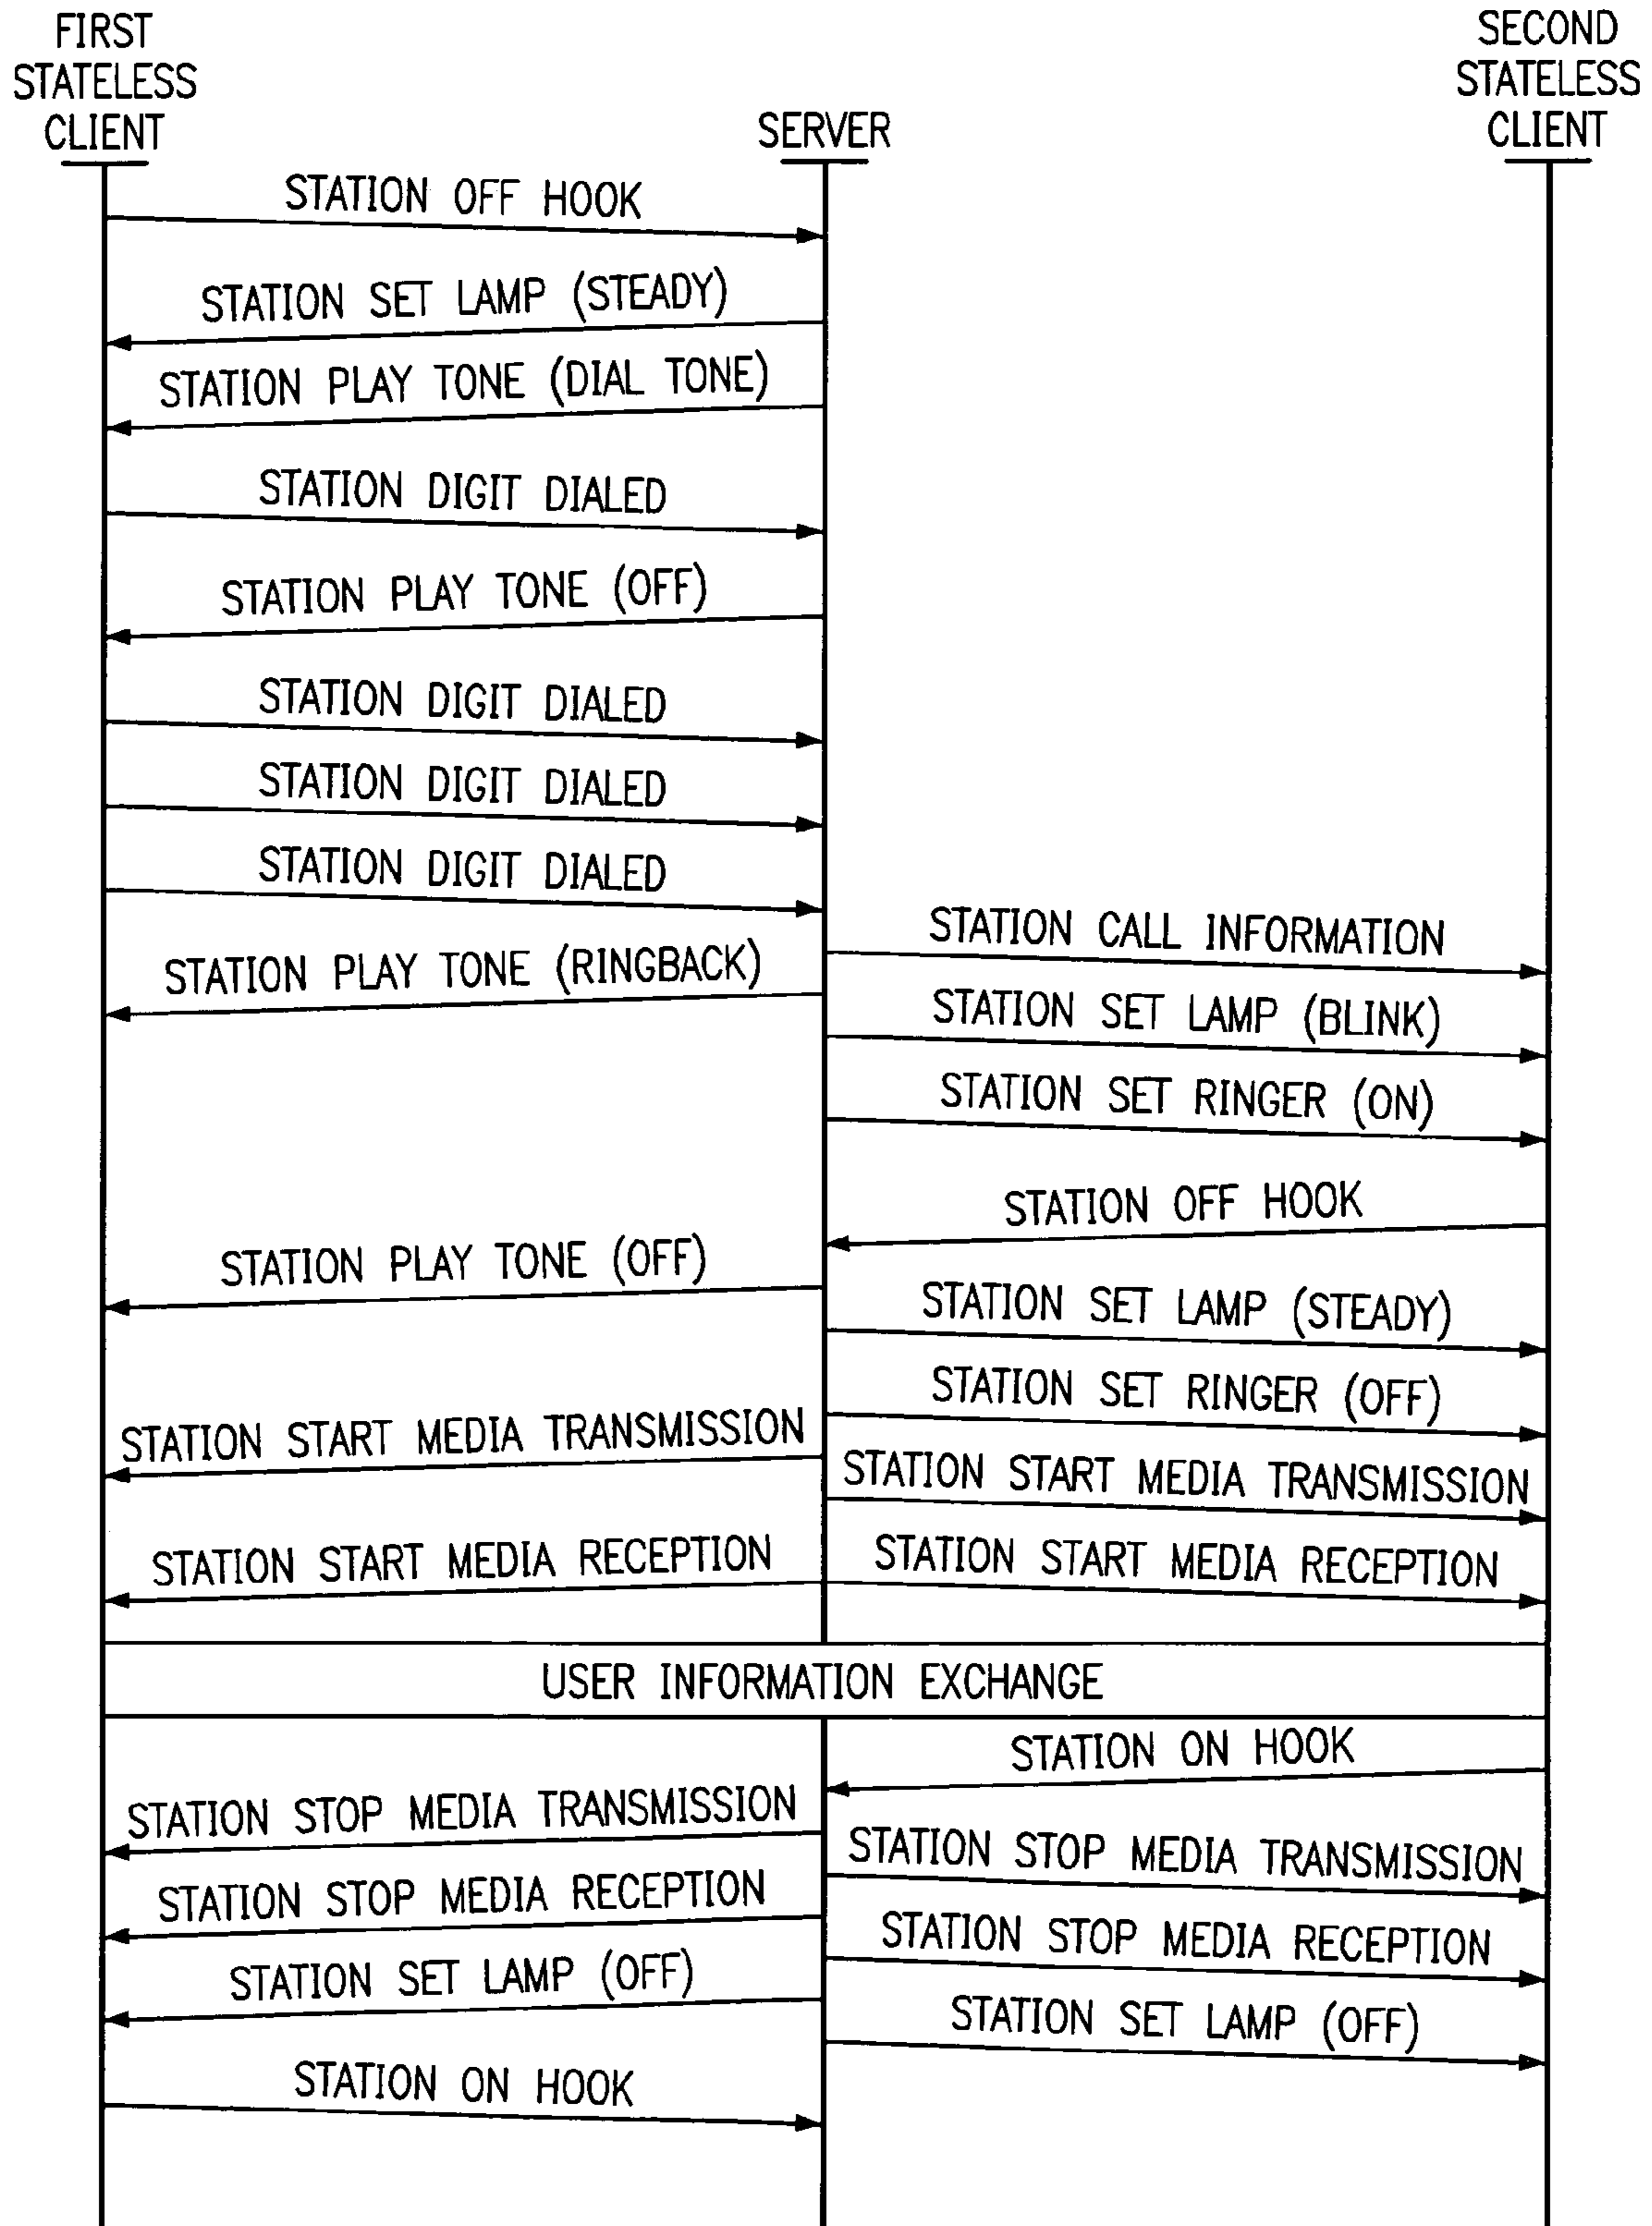 FIRST
STATELESS
CLIENT
SERVER
SECOND
STATELESS
CLIENT
STATION OFF HOOK
STATION SET LAMP (STEADY)
STATION PLAY TONE (DIAL TONE)
STATION DIGIT DIALED
STATION PLAY TONE (OFF)
STATION DIGIT DIALED
STATION DIGIT DIALED
STATION DIGIT DIALED
STATION CALL INFORMATION
STATION PLAY TONE (RINGBACK)
STATION SET LAMP (BLINK)
STATION SET RINGER (ON)
STATION OFF HOOK
STATION PLAY TONE (OFF)
STATION SET LAMP (STEADY)
STATION SET RINGER (OFF)
STATION START MEDIA TRANSMISSION
STATION START MEDIA TRANSMISSION
STATION START MEDIA RECEPTION
STATION START MEDIA RECEPTION
USER INFORMATION EXCHANGE
STATION ON HOOK
STATION STOP MEDIA TRANSMISSION
STATION STOP MEDIA TRANSMISSION
STATION STOP MEDIA RECEPTION
STATION STOP MEDIA RECEPTION
STATION SET LAMP (OFF)
STATION SET LAMP (OFF)
STATION ON HOOK